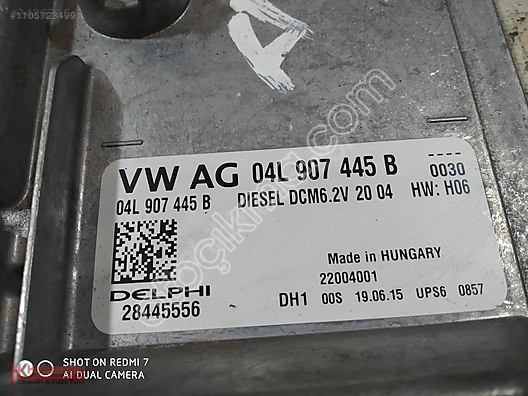 #1105723499
VW AG 04L 907 445 B
----
0030
04L 907 445 B DIESEL DCM6.2V 20 04 HW: H06
Made in HUNGARY
22004001
DELPHI
28445556
DH1 00S 19.06.15 UPS6 0857
SHOT ON REDMI 7
AI DUAL CAMERA